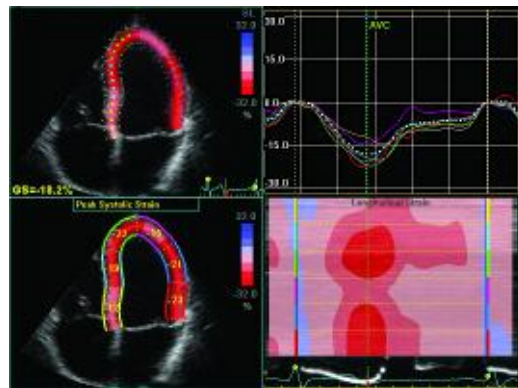 SL
32.0
-32.0
%
GS=-18.2%
30.0
15.0
0.0
-15.0
-30.0
AVC
Peak Systolic Strain
32.0
-32.0
%
-21
-23
Longitudinal Strain